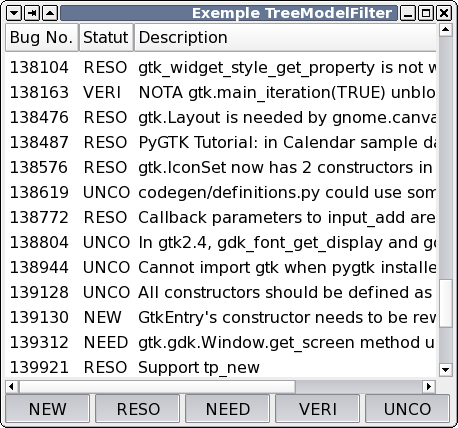 Exemple TreeModelFilter
Bug No. Statut Description
138104 RESO gtk_widget_style_get_property is not
138163 VERI NOTA gtk.main_iteration(TRUE) unblo
138476 RESO gtk.Layout is needed by gnome.canva
138487 RESO PyGTK Tutorial: in Calendar sample da
138576 RESO gtk.IconSet now has 2 constructors in
138619 UNCO codegen/definitions.py could use som
138772 RESO Callback parameters to input_add are
138804 UNCO In gtk2.4, gdk_font_get_display and
138944 UNCO Cannot import gtk when pygtk installe
139128 UNCO All constructors should be defined as
139130 NEW GtkEntry's constructor needs to be rew
139312 NEED gtk.gdk.Window.get_screen method u
139921 RESO Support tp_new
NEW RESO NEED VERI UNCO